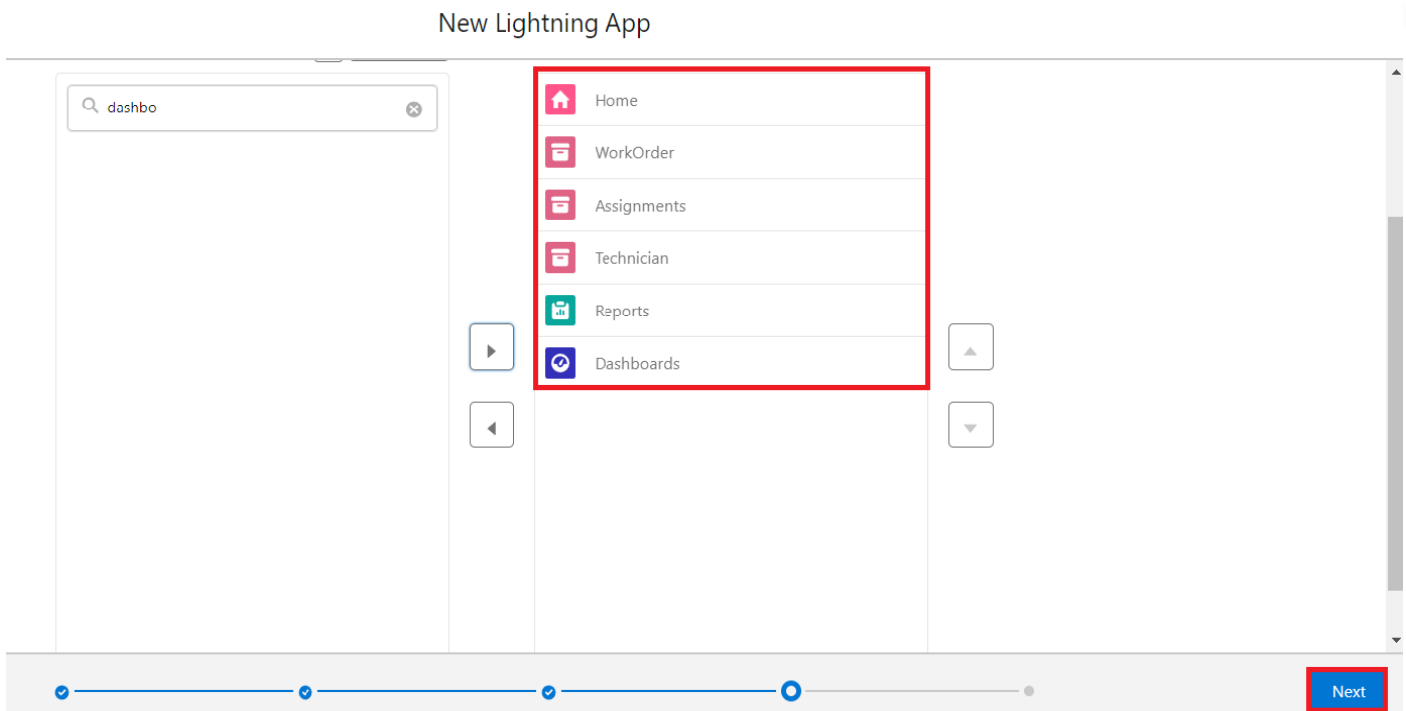 New Lightning App
dashbo
Home
WorkOrder
Assignments
Technician
Reports
Dashboards
Next